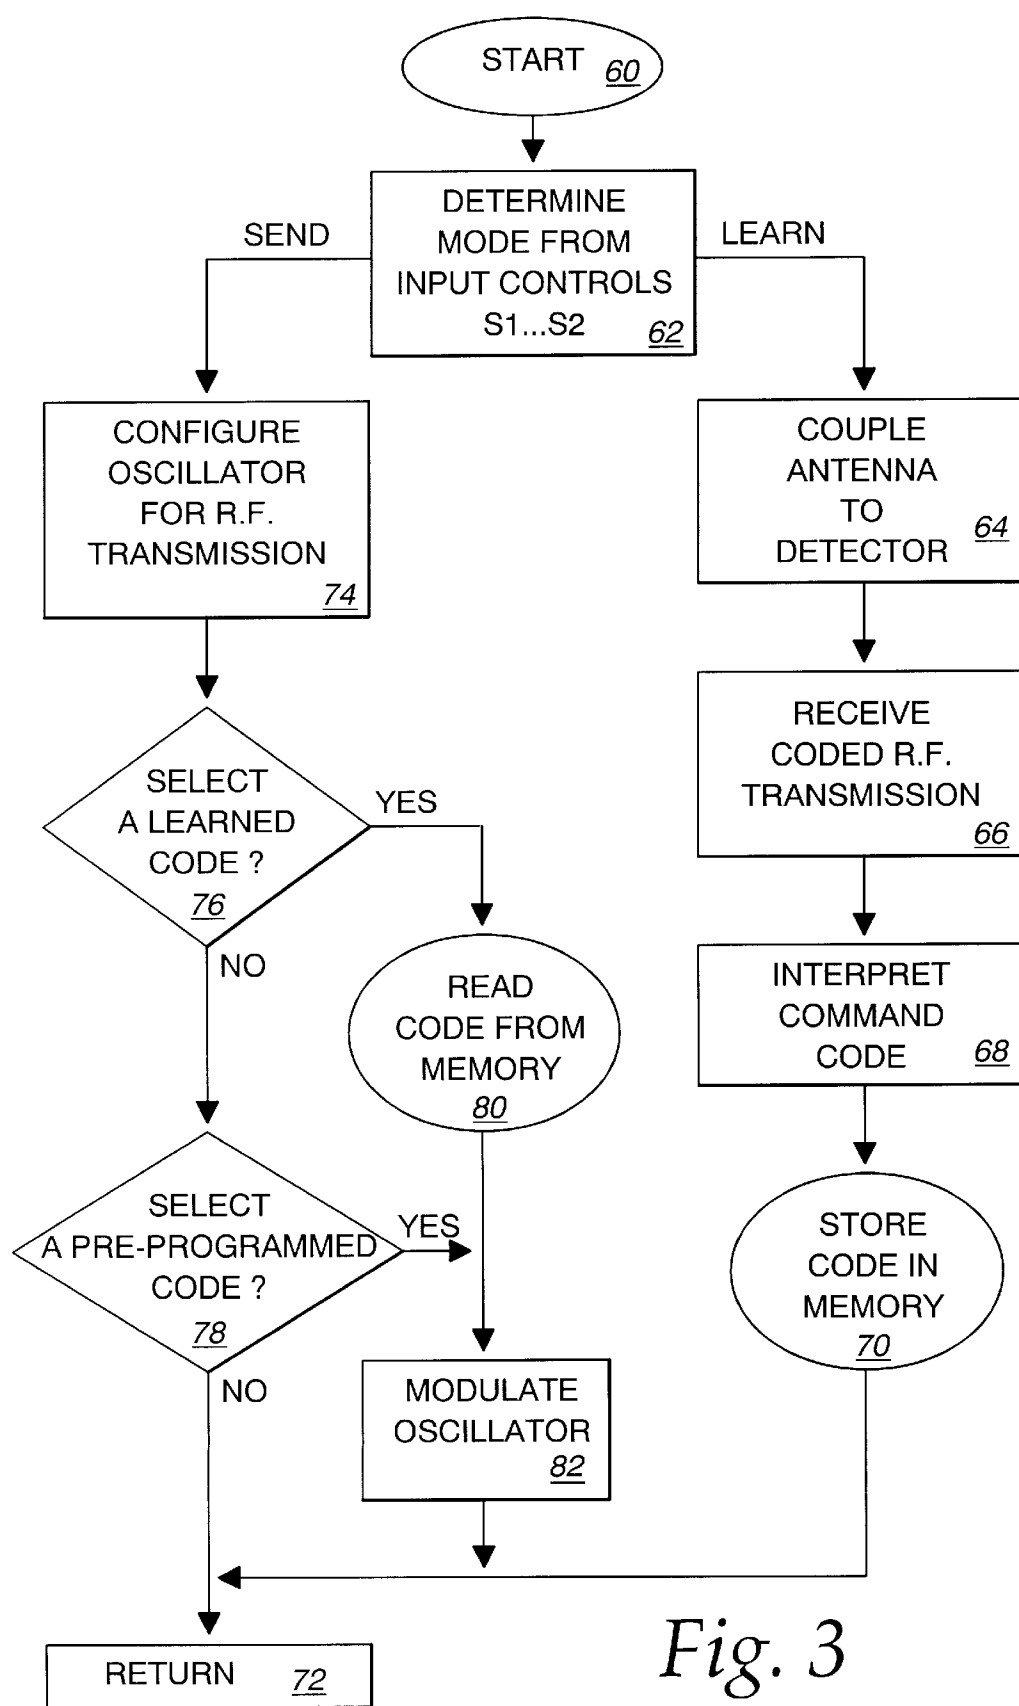 START 60
DETERMINE
MODE FROM
INPUT CONTROLS
S1...S2 62
SEND
LEARN
CONFIGURE
OSCILLATOR
FOR R.F.
TRANSMISSION
74
COUPLE
ANTENNA
TO
DETECTOR 64
SELECT
A LEARNED
CODE ?
76
YES
NO
RECEIVE
CODED R.F.
TRANSMISSION
66
READ
CODE FROM
MEMORY
80
INTERPRET
COMMAND
CODE 68
SELECT
A PRE-PROGRAMMED
CODE ?
78
YES
NO
STORE
CODE IN
MEMORY
70
MODULATE
OSCILLATOR
82
RETURN 72
Fig. 3